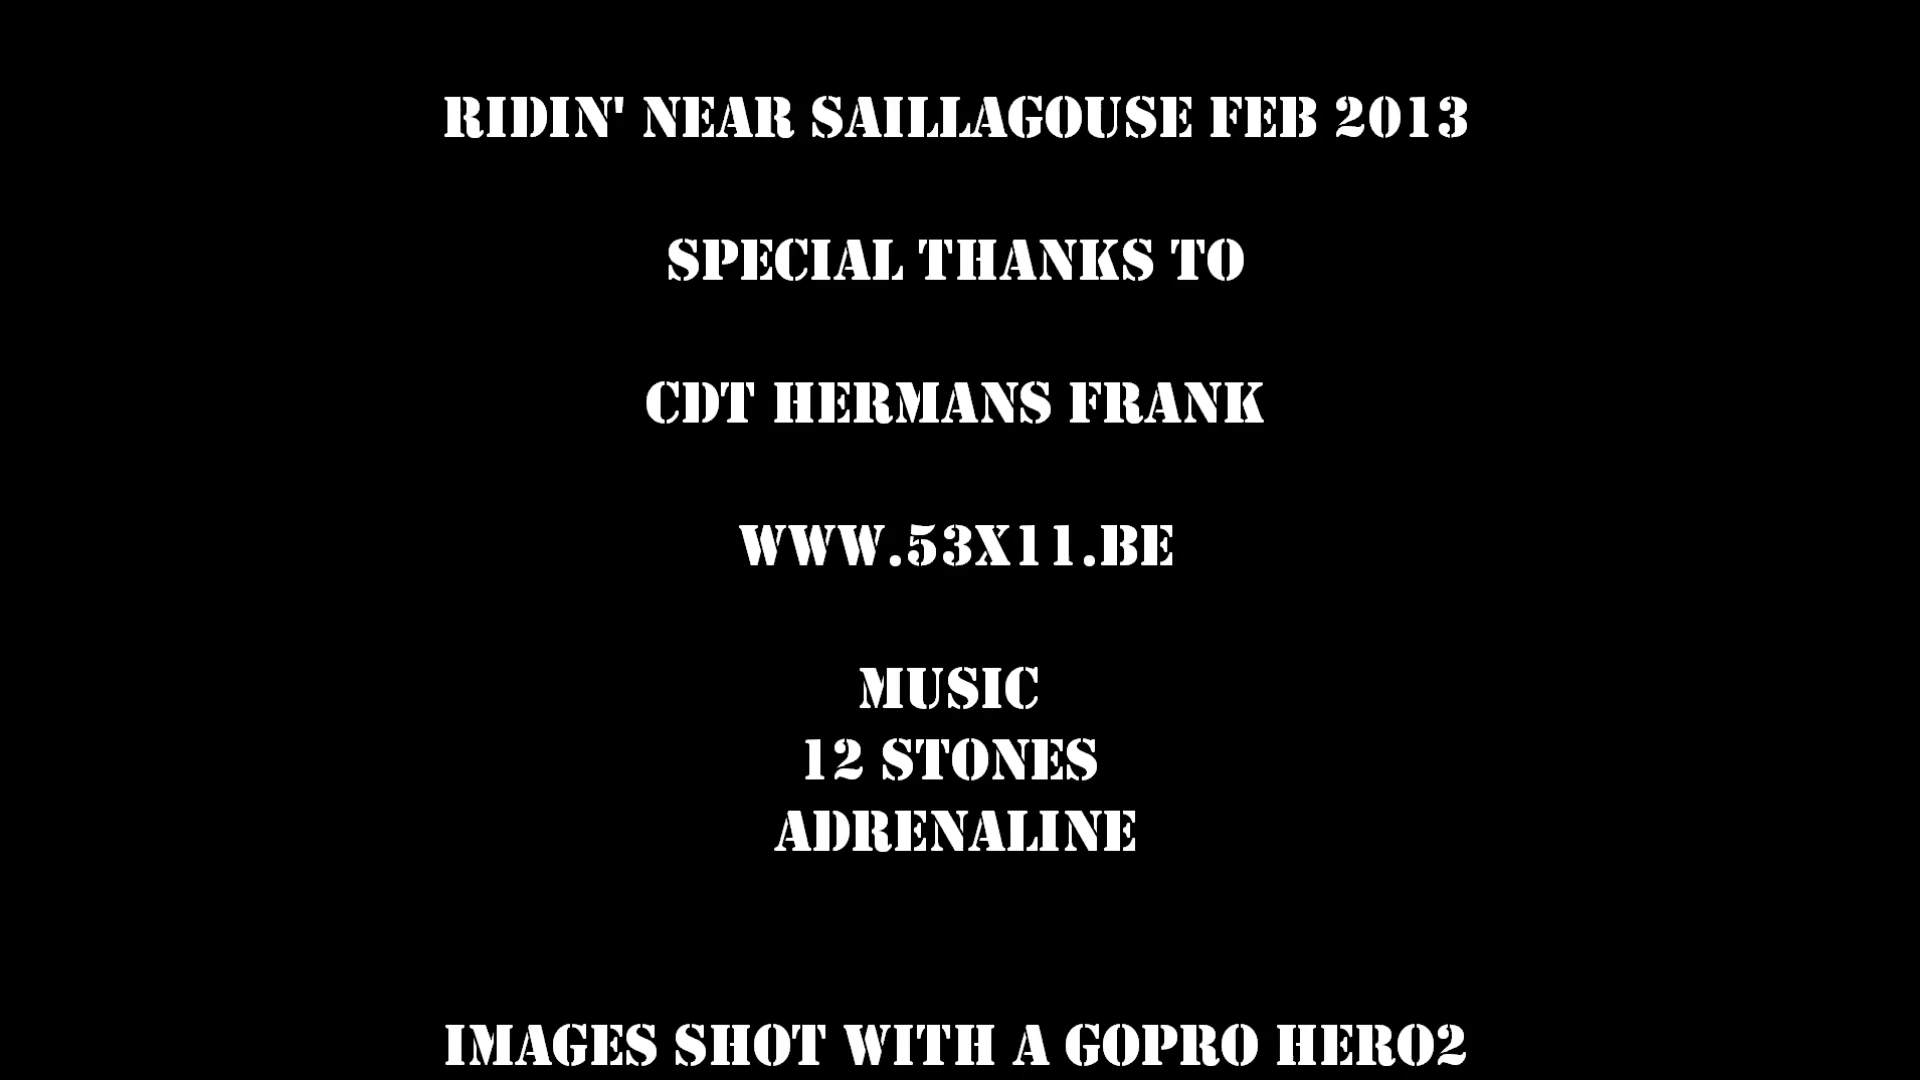 RIDIN' NEAR SAILLAGOUSE FEB 2013
SPECIAL THANKS TO
CDT HERMANS FRANK
WWW.53X11.BE
MUSIC
12 STONES
ADRENALINE
IMAGES SHOT WITH A GOPRO HERO2